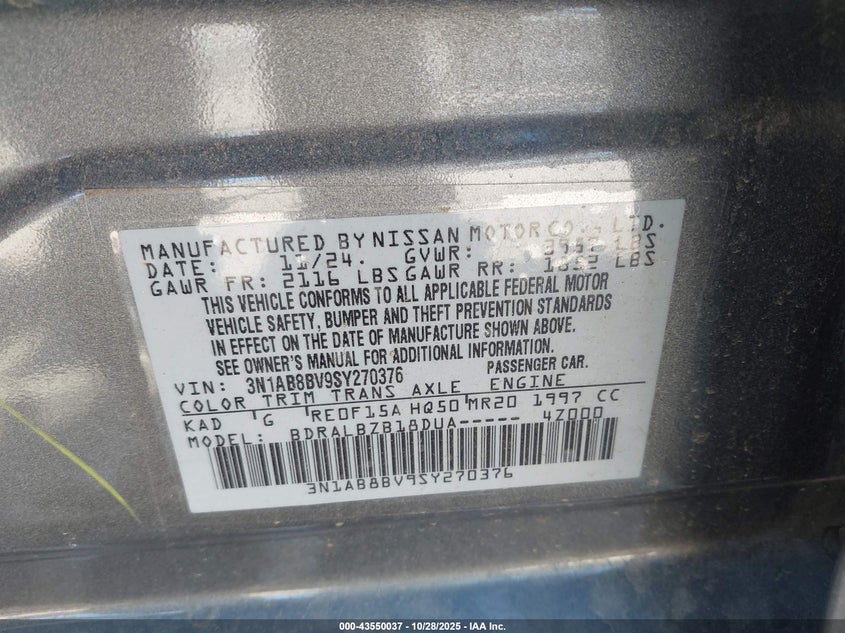 MANUFACTURED BY NISSAN MOTOR CO., LTD.
DATE: 11/24. GVWR: LBS
GAWR FR: 2116 LBS GAWR RR: LBS
THIS VEHICLE CONFORMS TO ALL APPLICABLE FEDERAL MOTOR
VEHICLE SAFETY, BUMPER AND THEFT PREVENTION STANDARDS
IN EFFECT ON THE DATE OF MANUFACTURE SHOWN ABOVE.
SEE OWNER'S MANUAL FOR ADDITIONAL INFORMATION.
VIN: 3N1AB8BV9SY270376 PASSENGER CAR.
COLOR TRIM TRANS AXLE ENGINE
KAD 'G 'RE0F15A HQ50 'MR20 1997 CC
MODEL: BDRALBZB18DUA----- 4Z000
3N1AB8BV9SY270376
000-43550037 - 10/28/2025 - IAA Inc.